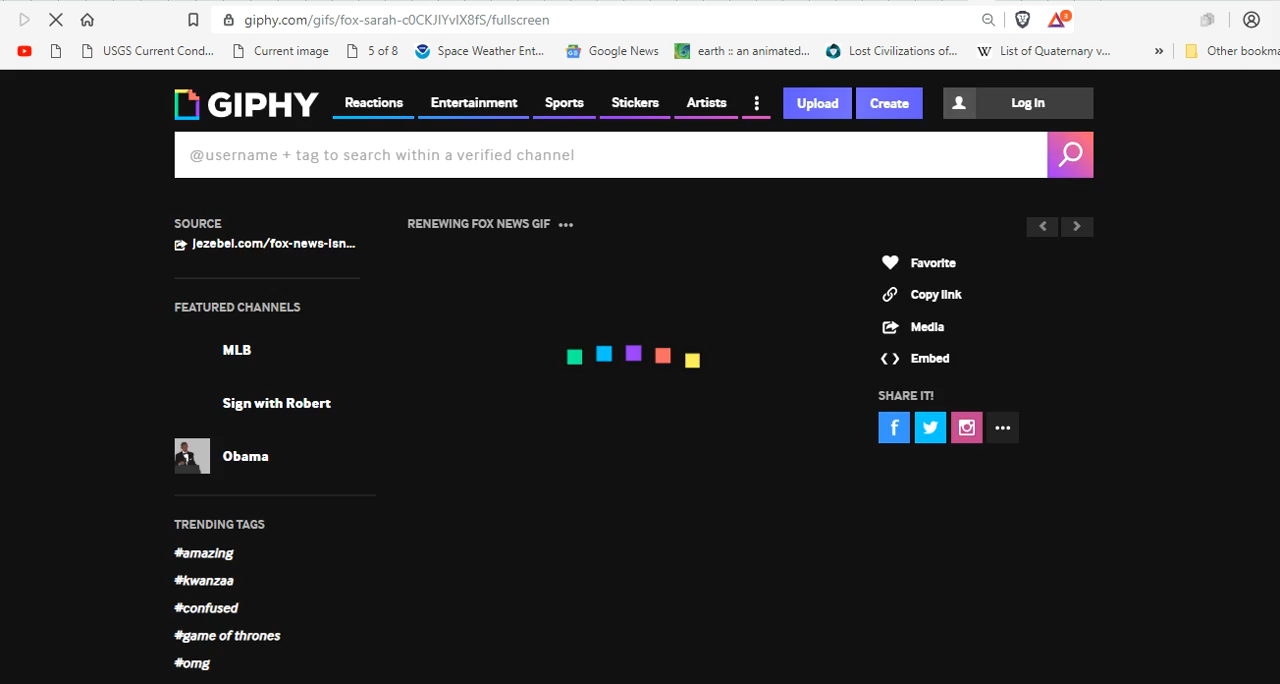 giphy.com/gifs/fox-sarah-c0CKJIYvIX8fS/fullscreen
3
USGS Current Cond...
Current image
5 of 8
Space Weather Ent...
Google News
earth :: an animated...
Lost Civilizations of...
W List of Quaternary v...
»
Other bookma
GIPHY
Reactions
Entertainment
Sports
Stickers
Artists
Upload
Create
Log In
@username + tag to search within a verified channel
SOURCE
jezebel.com/fox-news-isn...
RENEWING FOX NEWS GIF
FEATURED CHANNELS
MLB
Sign with Robert
Obama
TRENDING TAGS
#amazing
#kwanzaa
#confused
#game of thrones
#omg
Favorite
Copy link
Media
Embed
SHARE IT!
f